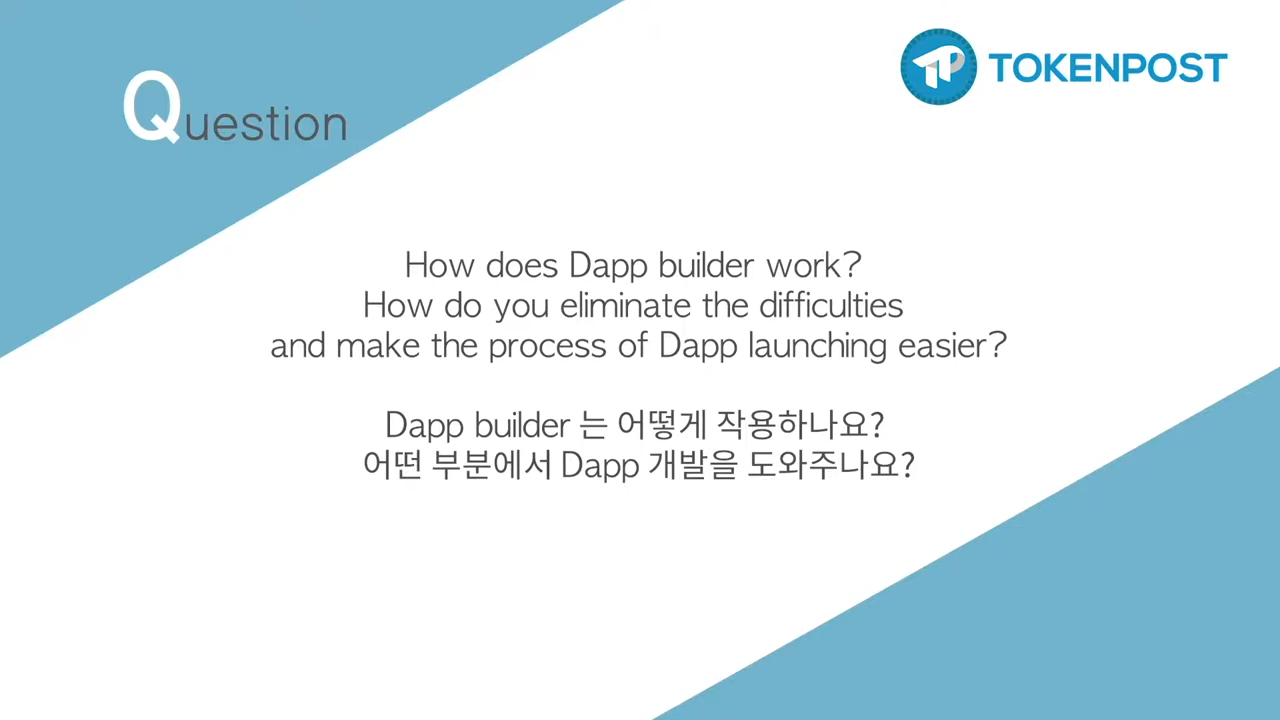 Question
TOKENPOST
How does Dapp builder work?
How do you eliminate the difficulties
and make the process of Dapp launching easier?
Dapp builder 는 어떻게 작용하나요?
어떤 부분에서 Dapp 개발을 도와주나요?